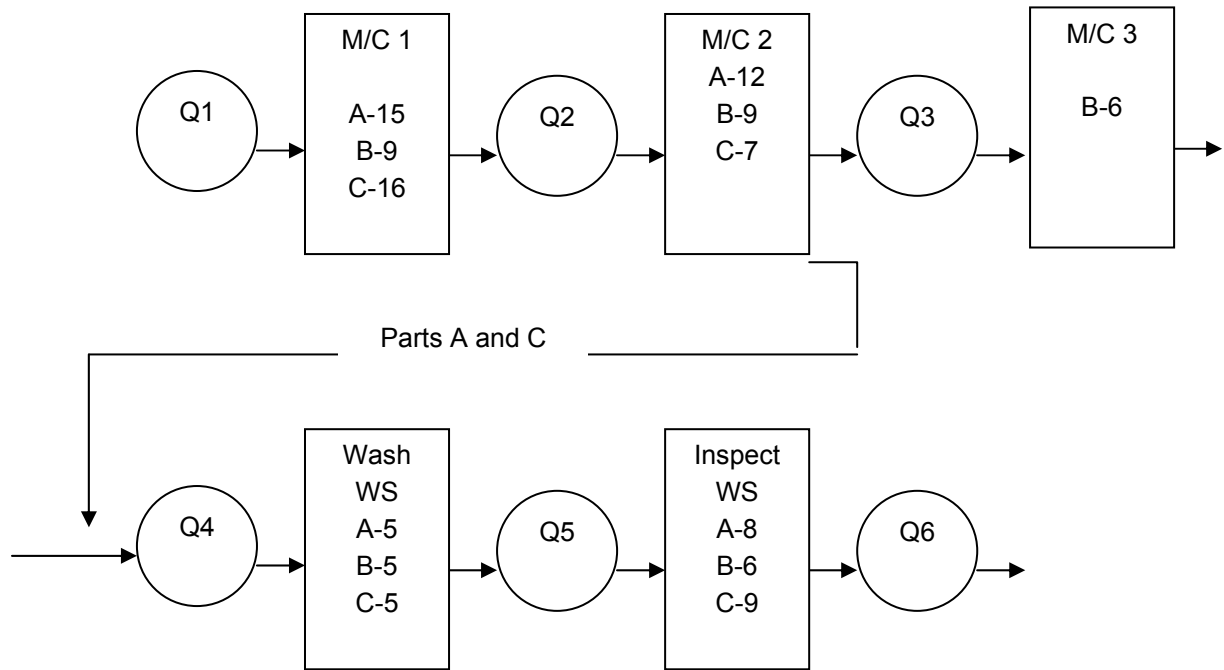 Q1
M/C 1
A-15
B-9
C-16
Q2
M/C 2
A-12
B-9
C-7
Q3
M/C 3
B-6
Parts A and C
Q4
Wash
WS
A-5
B-5
C-5
Q5
Inspect
WS
A-8
B-6
C-9
Q6